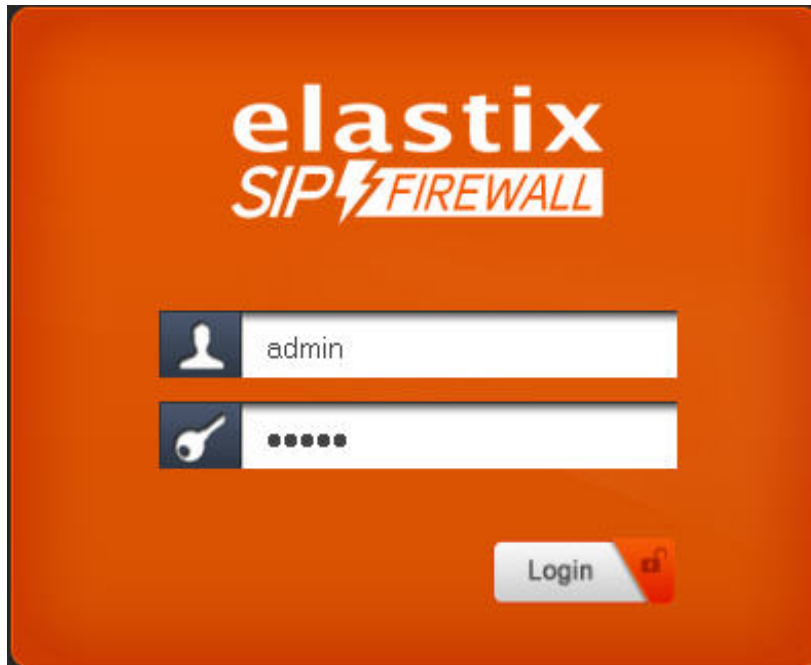 elastix
SIP FIREWALL
admin
●●●●●
Login